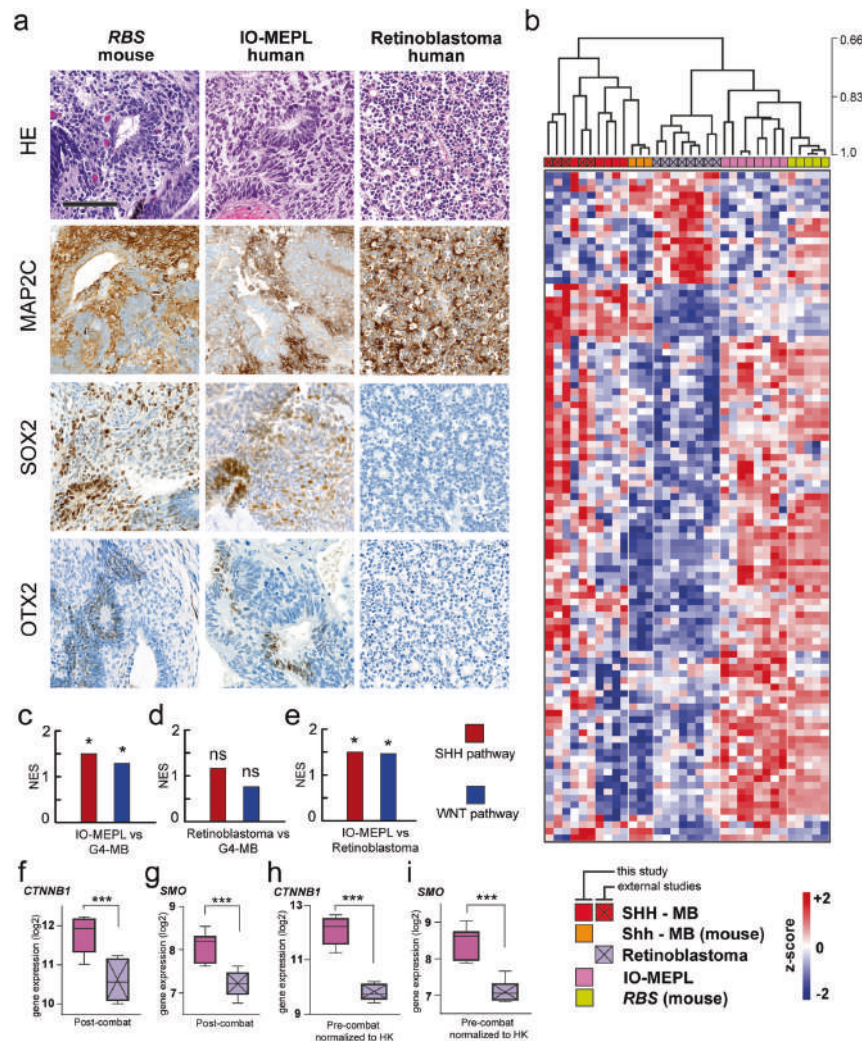 a
b
RBS
mouse
IO-MEPL
human
Retinoblastoma
human
HE
MAP2C
SOX2
OTX2
0.66
0.83
1.0
c
d
e
NES
2
1
0
* *
IO-MEPL vs
G4-MB
NES
2
1
0
ns ns
Retinoblastoma vs
G4-MB
NES
2
1
0
* *
IO-MEPL vs
Retinoblastoma
SHH pathway
WNT pathway
f
CTNNB1
***
gene expression (log2)
12
11
10
Post-combat
g
SMO
***
gene expression (log2)
9
8
7
Post-combat
h
CTNNB1
***
gene expression (log2)
13
11
9
Pre-combat
normalized to HK
i
SMO
***
gene expression (log2)
9
8
7
Pre-combat
normalized to HK
this study
external studies
SHH - MB
Shh - MB (mouse)
Retinoblastoma
IO-MEPL
RBS (mouse)
z-score
+2
0
-2